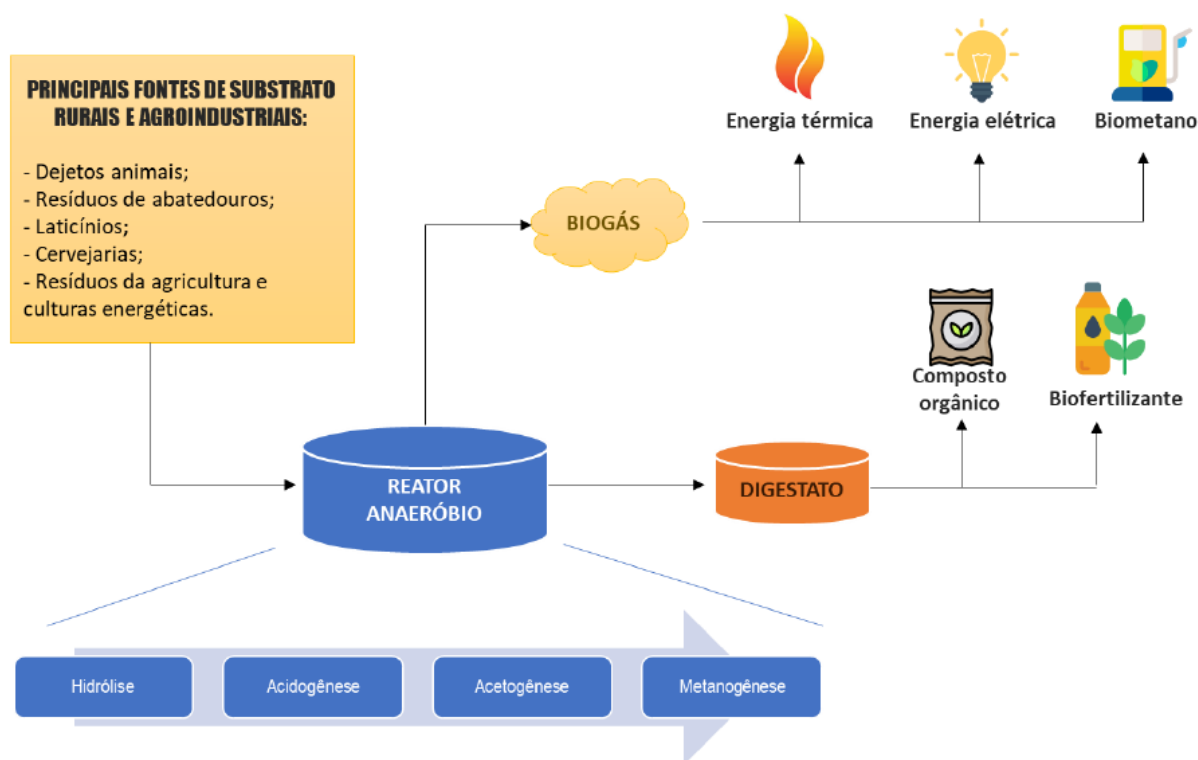 PRINCIPAIS FONTES DE SUBSTRATO
RURAIS E AGROINDUSTRIAIS:
- Dejetos animais;
- Resíduos de abatedouros;
- Laticínios;
- Cervejarias;
- Resíduos da agricultura e
culturas energéticas.
Energia térmica
Energia elétrica
Biometano
BIOGÁS
Composto
orgânico
Biofertilizante
REATOR
ANAERÓBIO
DIGESTATO
Hidrólise
Acidogênese
Acetogênese
Metanogênese